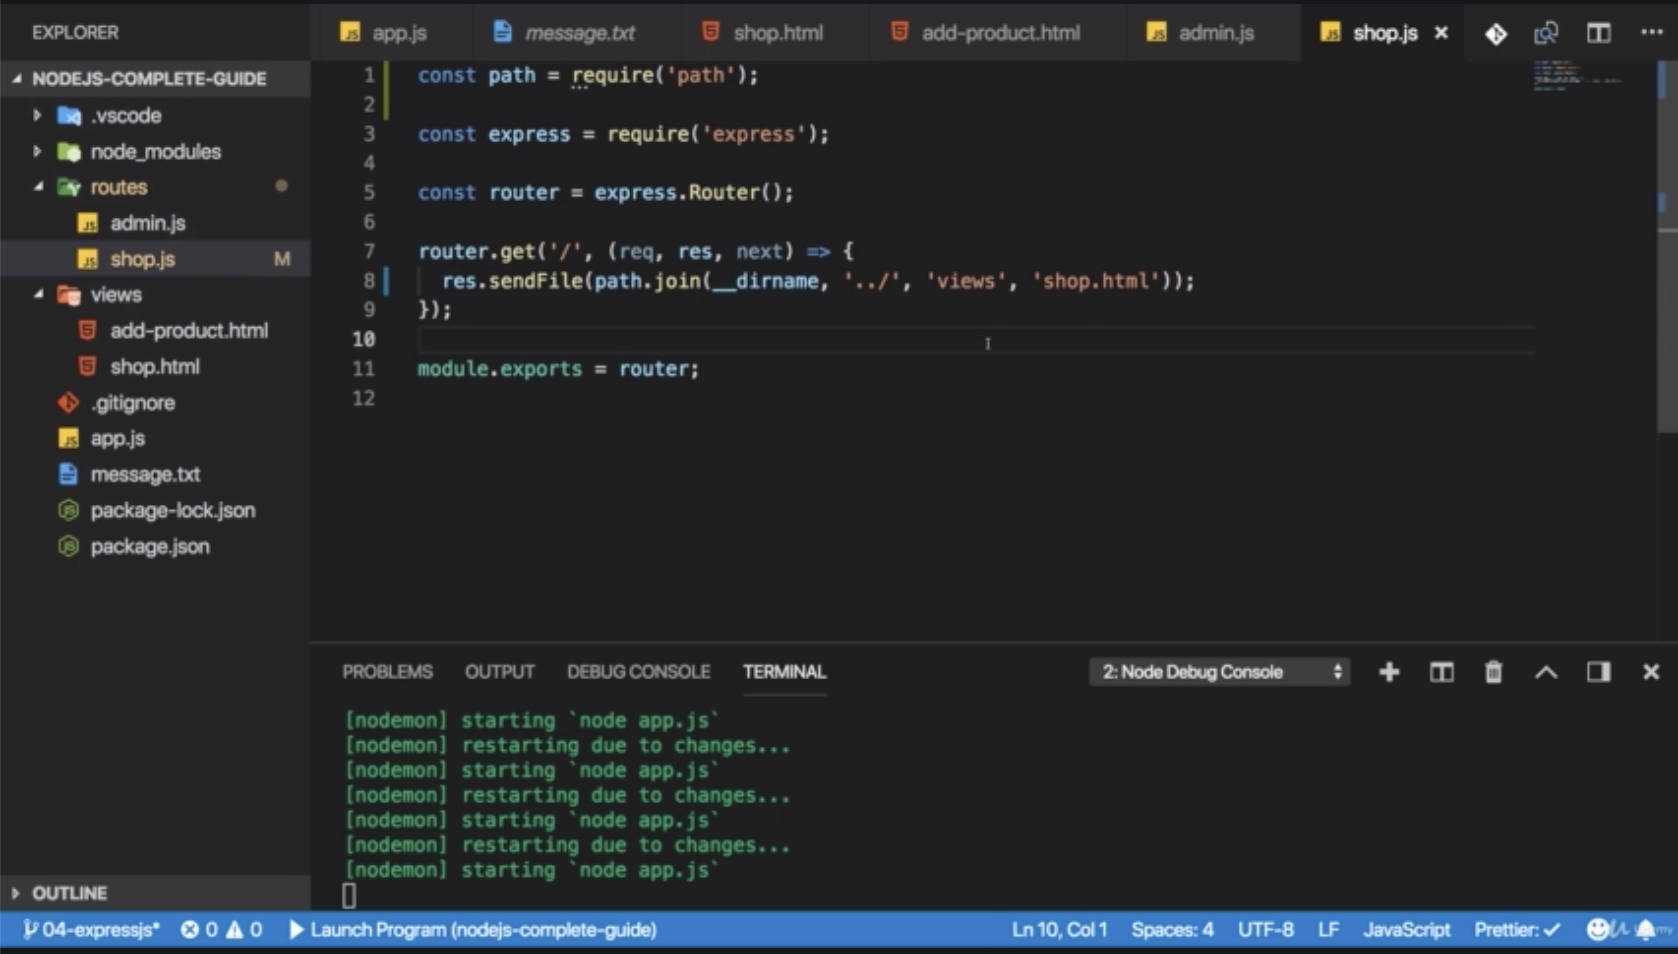 EXPLORER
NODEJS-COMPLETE-GUIDE
.vscode
node_modules
routes
admin.js
shop.js M
views
add-product.html
shop.html
.gitignore
app.js
message.txt
package-lock.json
package.json
OUTLINE
app.js message.txt shop.html add-product.html admin.js shop.js
1 const path = require('path');
2
3 const express = require('express');
4
5 const router = express.Router();
6
7 router.get('/', (req, res, next) => {
8 res.sendFile(path.join(__dirname, '../', 'views', 'shop.html'));
9 });
10
11 module.exports = router;
12
PROBLEMS OUTPUT DEBUG CONSOLE TERMINAL 2: Node Debug Console
[nodemon] starting `node app.js`
[nodemon] restarting due to changes...
[nodemon] starting `node app.js`
[nodemon] restarting due to changes...
[nodemon] starting `node app.js`
[nodemon] restarting due to changes...
[nodemon] starting `node app.js`
04-expressjs* 0 0 Launch Program (nodejs-complete-guide) Ln 10, Col 1 Spaces: 4 UTF-8 LF JavaScript Prettier: ✓